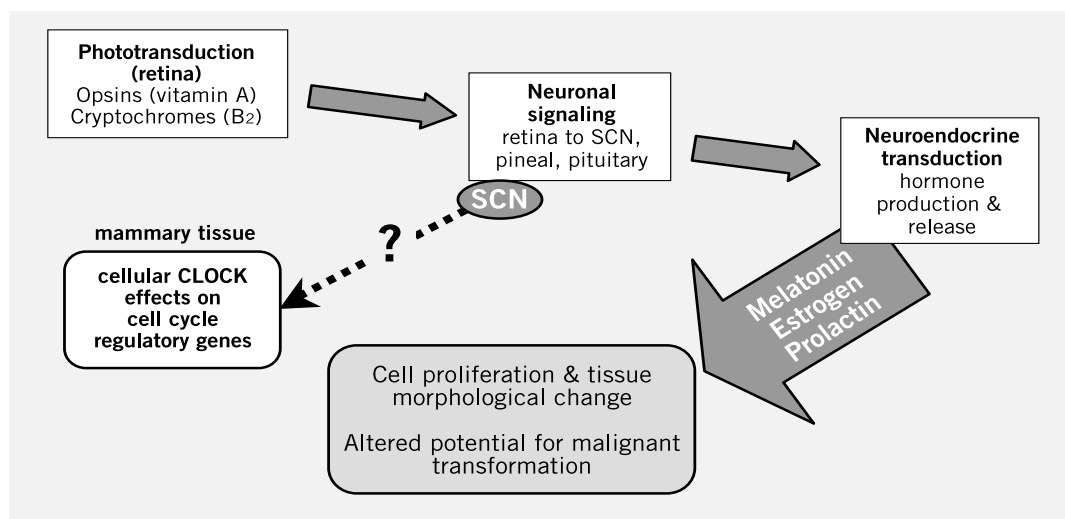 Phototransduction
(retina)
Opsins (vitamin A)
Cryptochromes (B2)
Neuronal
signaling
retina to SCN,
pineal, pituitary
SCN
Neuroendocrine
transduction
hormone
production &
release
?
mammary tissue
cellular CLOCK
effects on
cell cycle
regulatory genes
Melatonin
Estrogen
Prolactin
Cell proliferation & tissue
morphological change
Altered potential for malignant
transformation